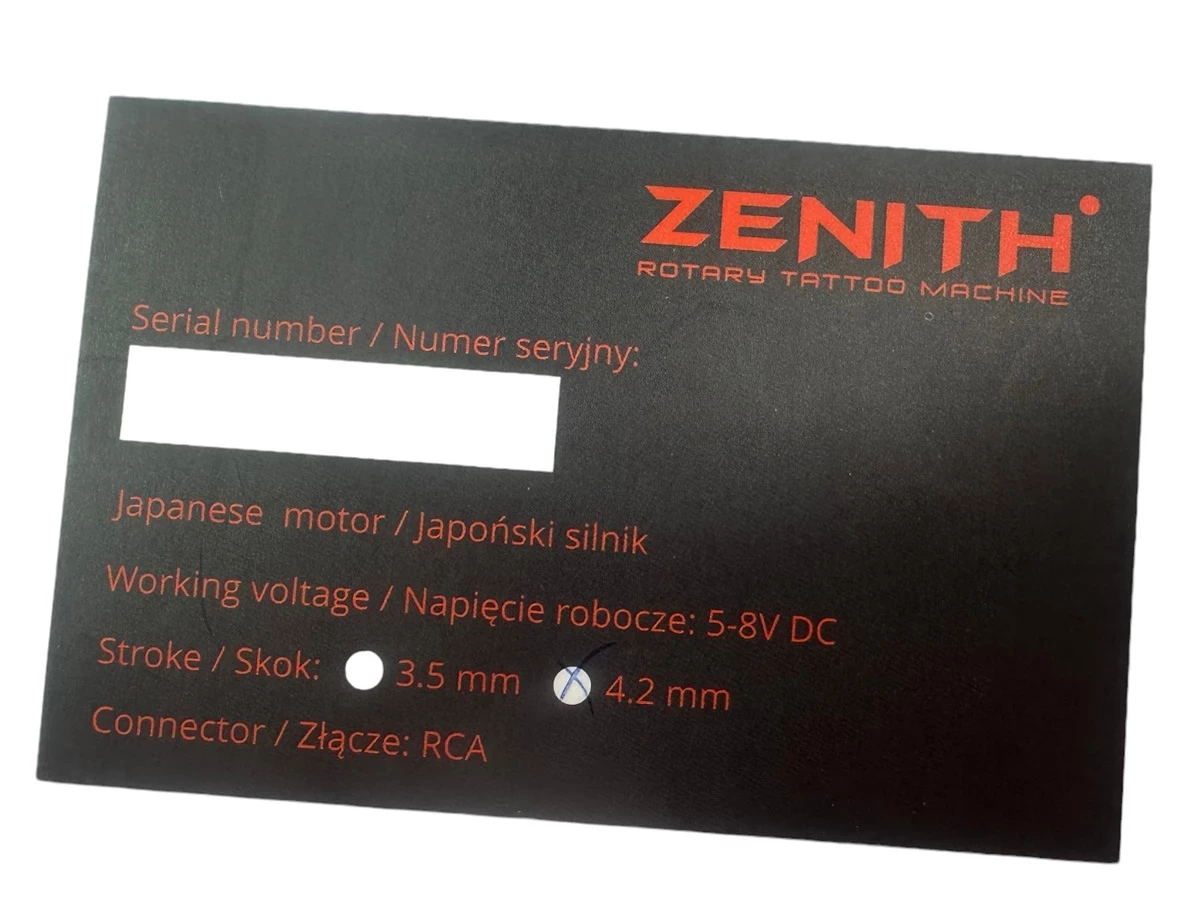 ZENITH
ROTARY TATTOO MACHINE
Serial number / Numer seryjny:
Japanese motor / Japoński silnik
Working voltage / Napięcie robocze: 5-8V DC
Stroke / Skok: 3.5 mm X 4.2 mm
Connector / Złącze: RCA